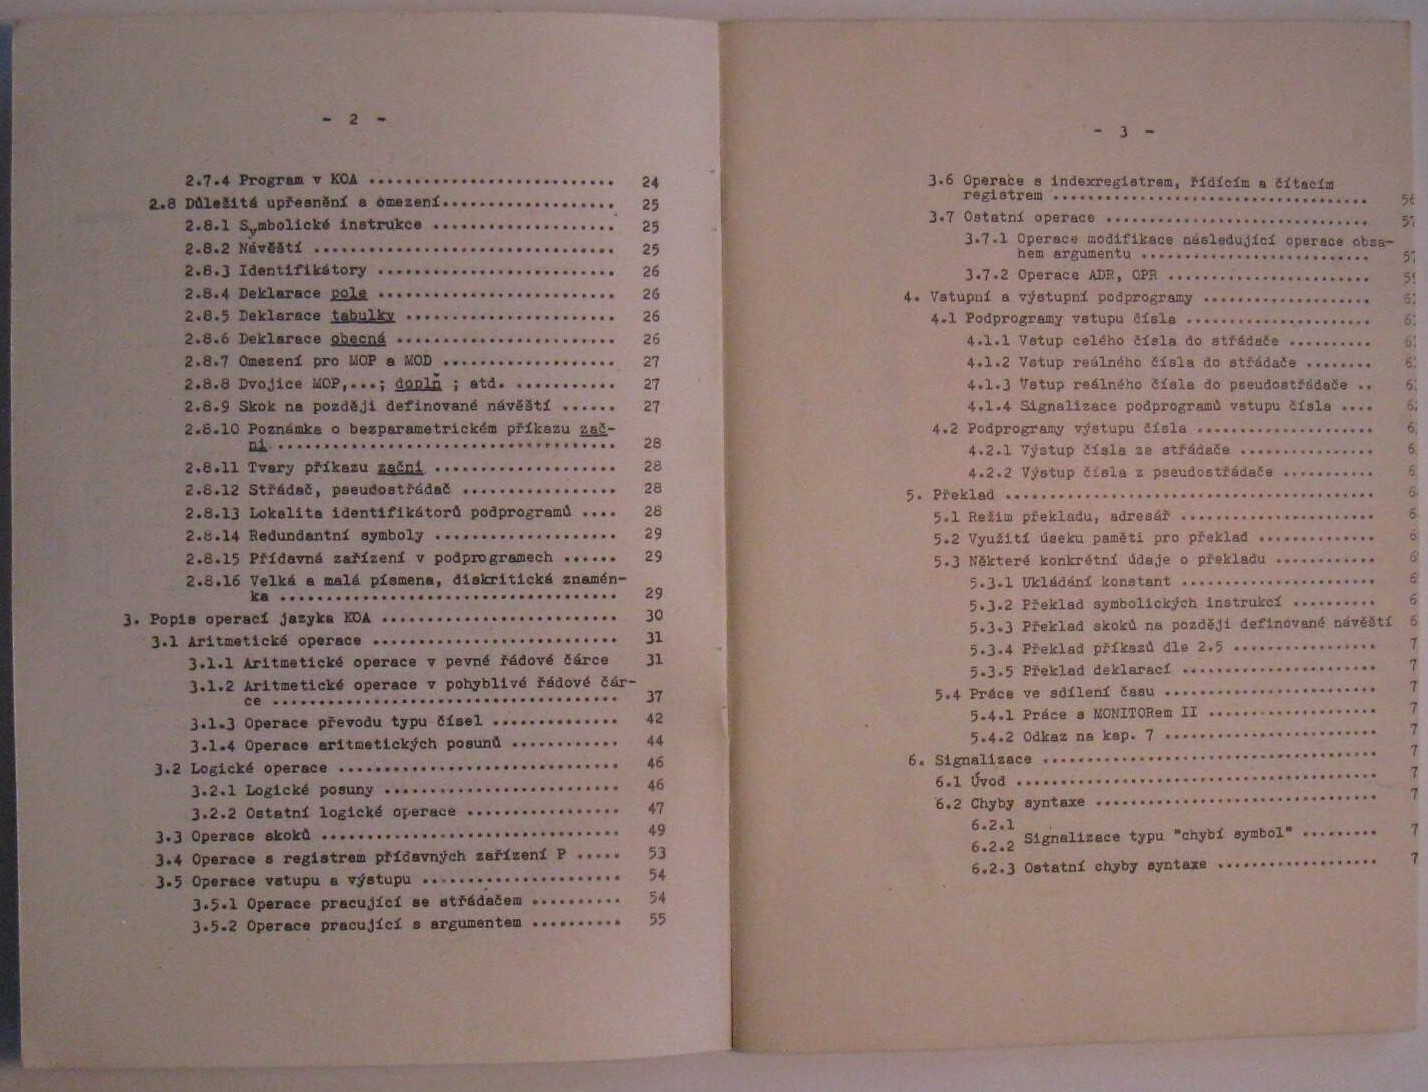 - 2 -
2.7.4 Program v KOA ........................... 24
2.8 Důležitá upřesnění a omezení................... 25
2.8.1 Symbolické instrukce .................... 25
2.8.2 Návěští ................................. 25
2.8.3 Identifikátory .......................... 26
2.8.4 Deklarace pole .......................... 26
2.8.5 Deklarace tabulky ....................... 26
2.8.6 Deklarace obecná ........................ 26
2.8.7 Omezení pro MOP a MOD ................... 27
2.8.8 Dvojice MOP,...; doplň ; atd. ........... 27
2.8.9 Skok na později definované návěští ...... 27
2.8.10 Poznámka o bezparametrickém příkazu zač-
ni ..................................... 28
2.8.11 Tvary příkazu začni .................... 28
2.8.12 Střádač, pseudostřádač ................. 28
2.8.13 Lokalita identifikátorů podprogramů .... 28
2.8.14 Redundantní symboly .................... 29
2.8.15 Přídavná zařízení v podprogramech ...... 29
2.8.16 Velká a malá písmena, diskritická znamén-
ka ..................................... 29
3. Popis operací jazyka KOA .......................... 30
3.1 Aritmetické operace ........................... 31
3.1.1 Aritmetické operace v pevné řádové čárce 31
3.1.2 Aritmetické operace v pohyblivé řádové čár-
ce ...................................... 37
3.1.3 Operace převodu typu čísel .............. 42
3.1.4 Operace aritmetických posunů ............ 44
3.2 Logické operace ............................... 46
3.2.1 Logické posuny .......................... 46
3.2.2 Ostatní logické operace ................. 47
3.3 Operace skoků ................................. 49
3.4 Operace s registrem přídavných zařízení P ..... 53
3.5 Operace vstupu a výstupu ...................... 54
3.5.1 Operace pracující se střádačem .......... 54
3.5.2 Operace pracující s argumentem .......... 55
- 3 -
3.6 Operace s indexregistrem, řídícím a čítacím
registrem ...................................
3.7 Ostatní operace ..............................
3.7.1 Operace modifikace následující operace obsa-
hem argumentu ..........................
3.7.2 Operace ADR, OPR .......................
4. Vstupní a výstupní podprogramy ...................
4.1 Podprogramy vstupu čísla .....................
4.1.1 Vstup celého čísla do střádače .........
4.1.2 Vstup reálného čísla do střádače .......
4.1.3 Vstup reálného čísla do pseudostřádače ..
4.1.4 Signalizace podprogramů vstupu čísla ....
4.2 Podprogramy výstupu čísla ....................
4.2.1 Výstup čísla ze střádače ...............
4.2.2 Výstup čísla z pseudostřádače ..........
5. Překlad ..........................................
5.1 Režim překladu, adresář ......................
5.2 Využití úseku paměti pro překlad .............
5.3 Některé konkrétní údaje o překladu ...........
5.3.1 Ukládání konstant ......................
5.3.2 Překlad symbolických instrukcí .........
5.3.3 Překlad skoků na později definované návěští
5.3.4 Překlad příkazů dle 2.5 ................
5.3.5 Překlad deklarací ......................
5.4 Práce ve sdílení času ........................
5.4.1 Práce s MONITORem II ...................
5.4.2 Odkaz na kap. 7 ........................
6. Signalizace ......................................
6.1 Úvod .........................................
6.2 Chyby syntaxe ................................
6.2.1
6.2.2 Signalizace typu "chybí symbol" .........
6.2.3 Ostatní chyby syntaxe ..................